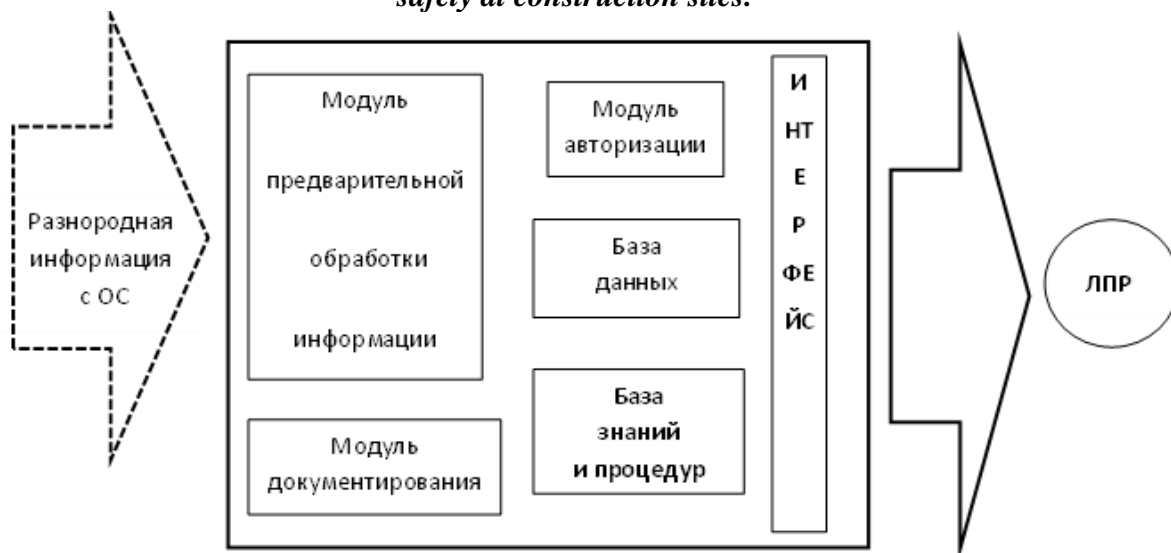 safety at construction sites.
Разнородная
информация
с ОС
Модуль
предварительной
обработки
информации
Модуль
документирования
Модуль
авторизации
База
данных
База
знаний
и процедур
И
НТ
Е
Р
ФЕ
ЙС
ЛПР